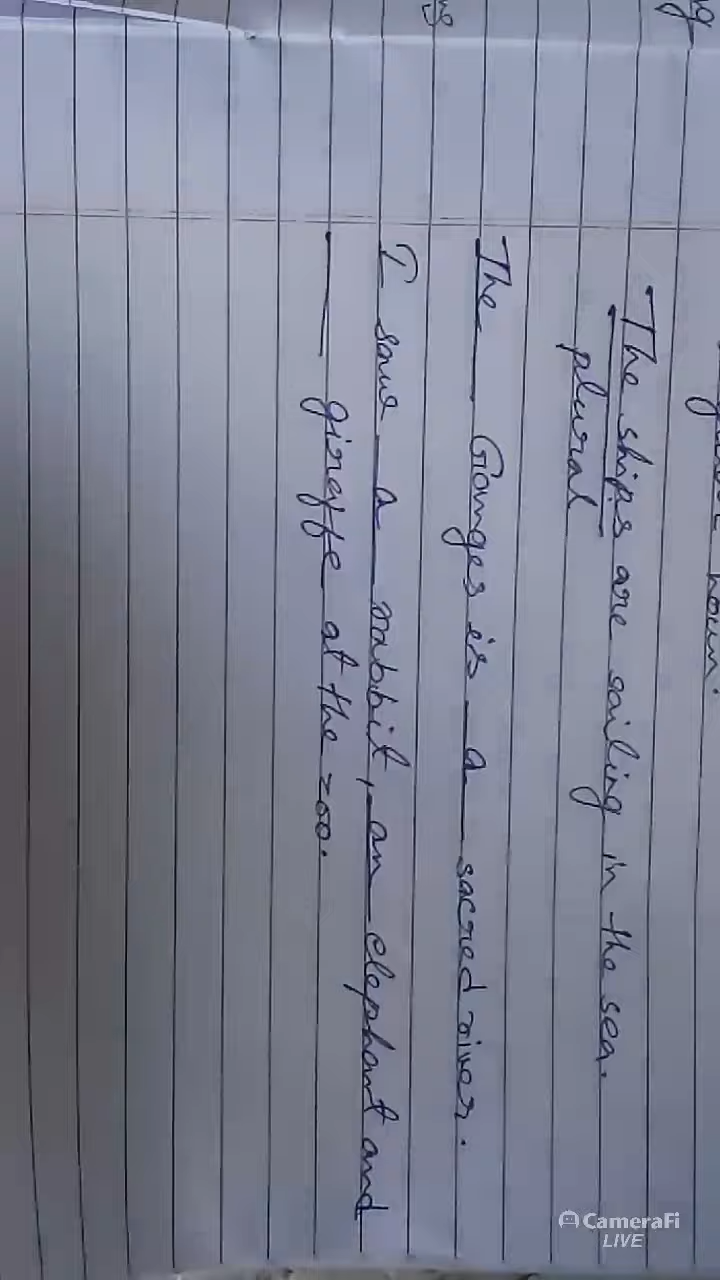 noun.
The ships are sailing in the sea.
plural
The Ganges is a sacred river.
I saw a rabbit, an elephant and
giraffe at the zoo.
CameraFi
LIVE